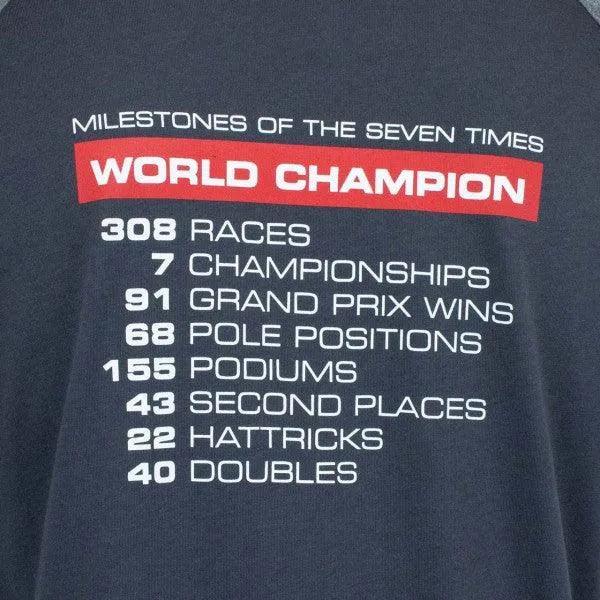 MILESTONES OF THE SEVEN TIMES
WORLD CHAMPION
308 RACES
7 CHAMPIONSHIPS
91 GRAND PRIX WINS
68 POLE POSITIONS
155 PODIUMS
43 SECOND PLACES
22 HATTRICKS
40 DOUBLES